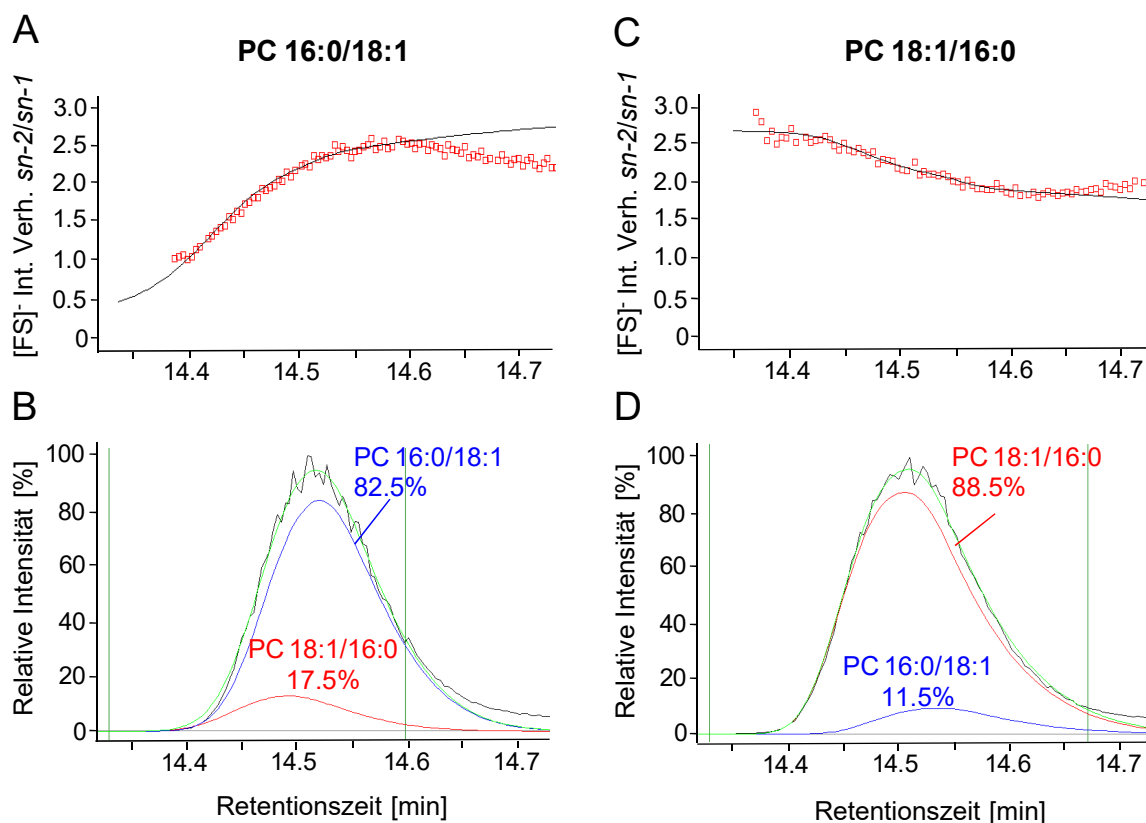 A
PC 16:0/18:1
[FS]- Int. Verh. sn-2/sn-1
3.0
2.5
2.0
1.5
1.0
0.5
0
14.4 14.5 14.6 14.7
B
Relative Intensität [%]
100
80
60
40
20
0
PC 16:0/18:1
82.5%
PC 18:1/16:0
17.5%
14.4 14.5 14.6 14.7
Retentionszeit [min]
C
PC 18:1/16:0
[FS]- Int. Verh. sn-2/sn-1
3.0
2.5
2.0
1.5
1.0
0.5
0
14.4 14.5 14.6 14.7
D
Relative Intensität [%]
100
80
60
40
20
0
PC 18:1/16:0
88.5%
PC 16:0/18:1
11.5%
14.4 14.5 14.6 14.7
Retentionszeit [min]